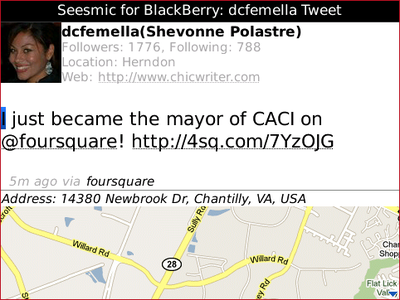 Seesmic for BlackBerry: dcfemella Tweet
dcfemella(Shevonne Polastre)
Followers: 1776, Following: 788
Location: Herndon
Web: http://www.chicwriter.com
I just became the mayor of CACI on
@foursquare! http://4sq.com/7YzOJG
5m ago via foursquare
Address: 14380 Newbrook Dr, Chantilly, VA, USA
Sully Rd
Willard Rd
Willard Rd
28
Flat Lick